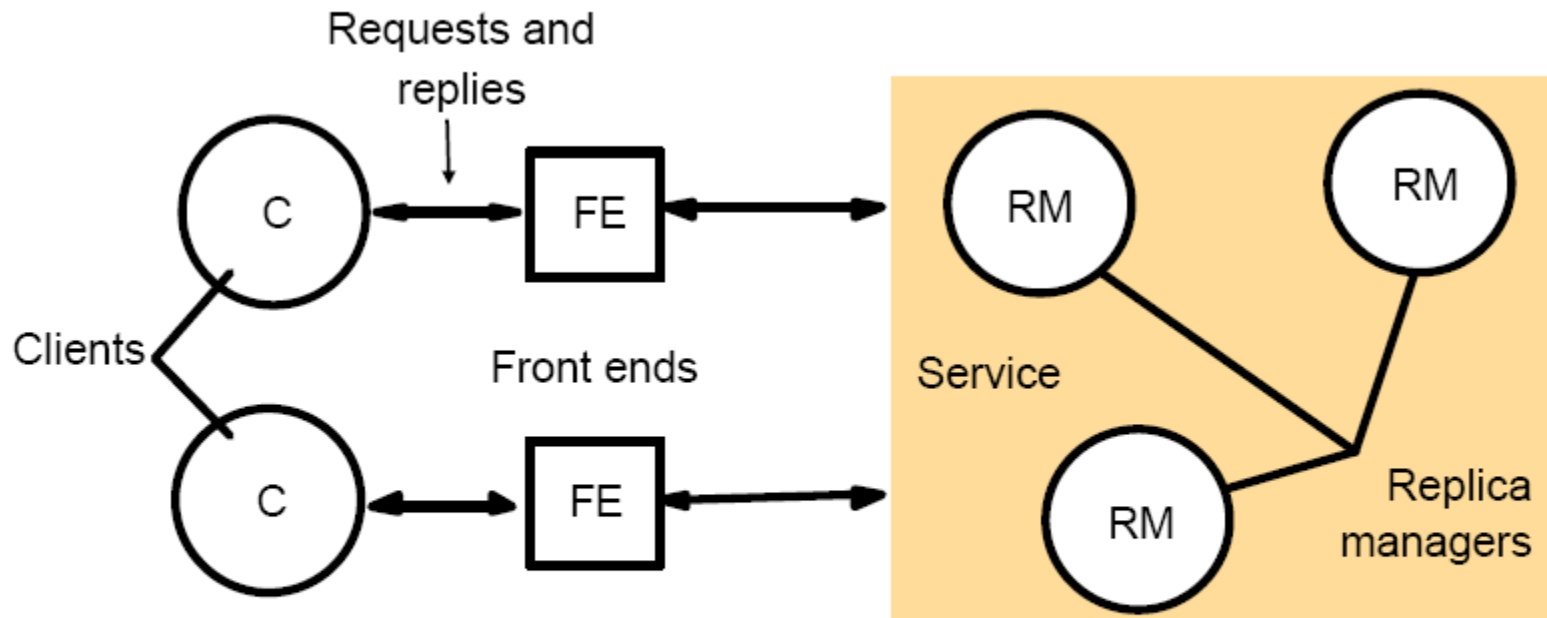 Requests and
replies
C
FE
RM
RM
Clients
Front ends
Service
C
FE
RM
Replica
managers